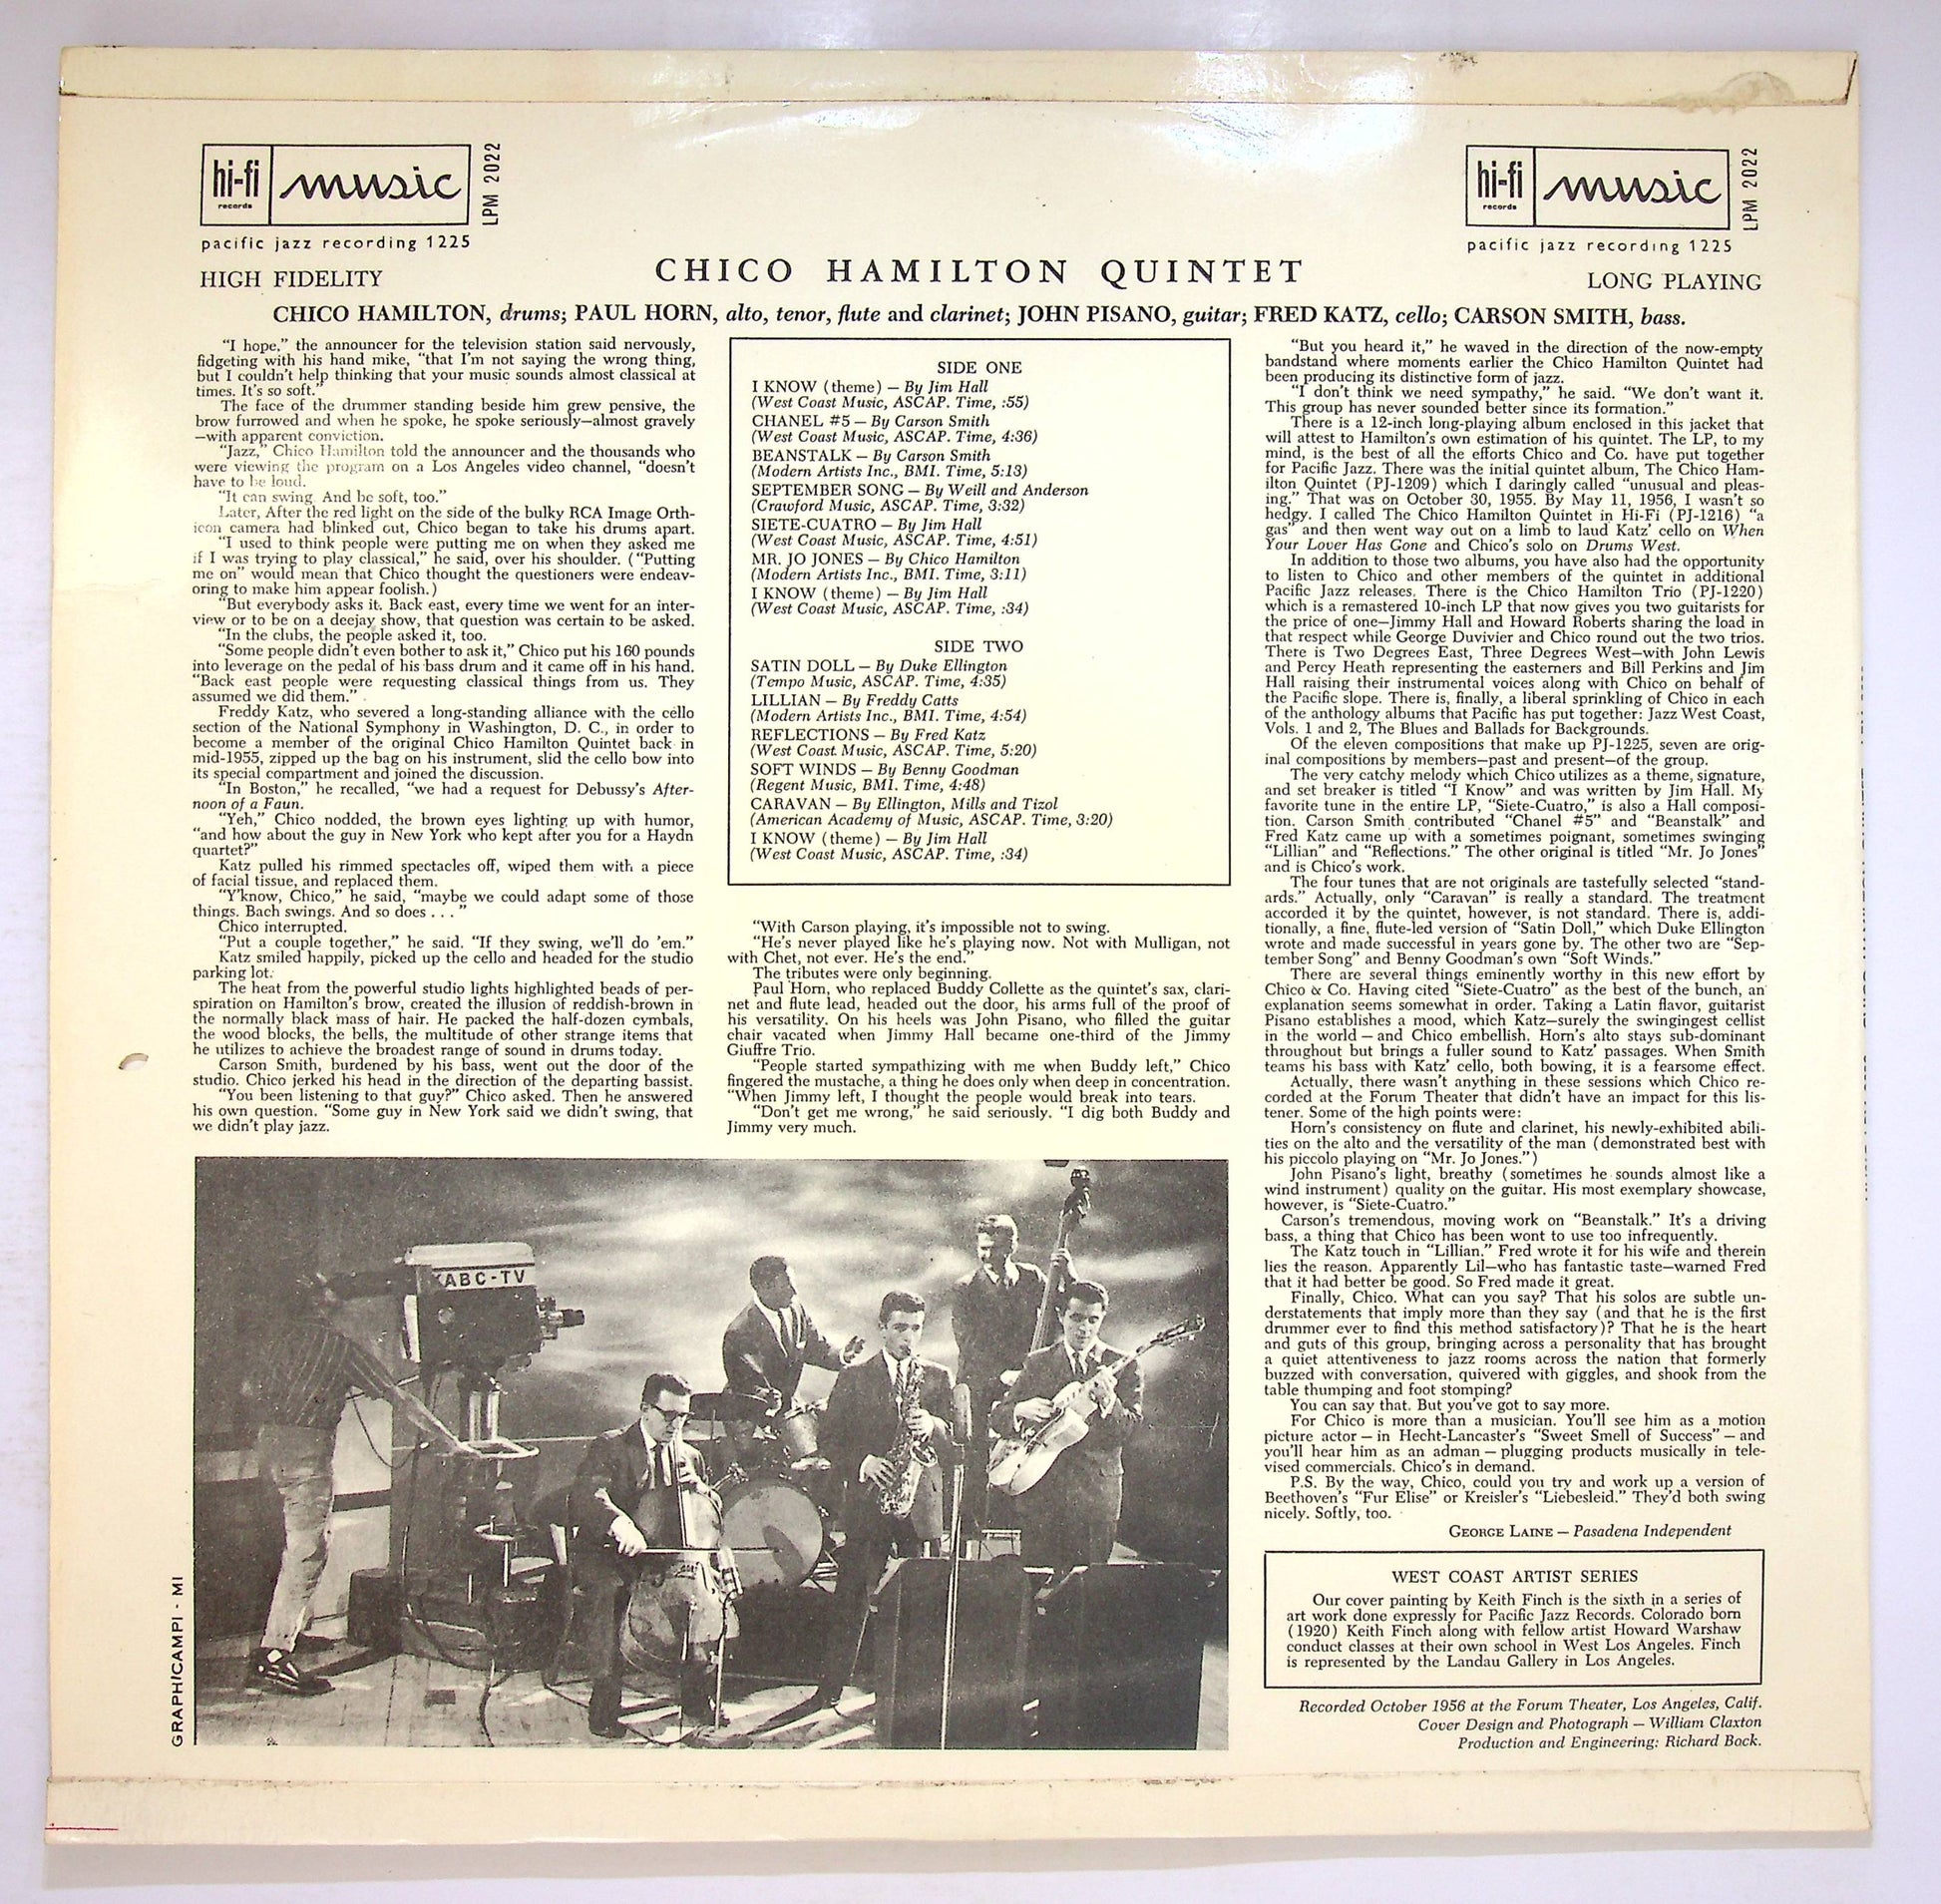 hi-fi
records
music
LPM 2022
pacific jazz recording 1225
HIGH FIDELITY
hi-fi
records
music
LPM 2022
pacific jazz recording 1225
LONG PLAYING
CHICO HAMILTON QUINTET
CHICO HAMILTON, drums; PAUL HORN, alto, tenor, flute and clarinet; JOHN PISANO, guitar; FRED KATZ, cello; CARSON SMITH, bass.
“I hope,” the announcer for the television station said nervously,
fidgeting with his hand mike, “that I’m not saying the wrong thing,
but I couldn’t help thinking that your music sounds almost classical at
times. It’s so soft.”
The face of the drummer standing beside him grew pensive, the
brow furrowed and when he spoke, he spoke seriously—almost gravely
—with apparent conviction.
“Jazz,” Chico Hamilton told the announcer and the thousands who
were viewing the program on a Los Angeles video channel, “doesn’t
have to be loud.
“It can swing. And be soft, too.”
Later, After the red light on the side of the bulky RCA Image Orth-
icon camera had blinked out, Chico began to take his drums apart.
“I used to think people were putting me on when they asked me
if I was trying to play classical,” he said, over his shoulder. (“Putting
me on” would mean that Chico thought the questioners were endeav-
oring to make him appear foolish.)
“But everybody asks it. Back east, every time we went for an inter-
view or to be on a deejay show, that question was certain to be asked.
“In the clubs, the people asked it, too.
“Some people didn’t even bother to ask it,” Chico put his 160 pounds
into leverage on the pedal of his bass drum and it came off in his hand.
“Back east people were requesting classical things from us. They
assumed we did them.”
Freddy Katz, who severed a long-standing alliance with the cello
section of the National Symphony in Washington, D. C., in order to
become a member of the original Chico Hamilton Quintet back in
mid-1955, zipped up the bag on his instrument, slid the cello bow into
its special compartment and joined the discussion.
“In Boston,” he recalled, “we had a request for Debussy’s After-
noon of a Faun.
“Yeh,” Chico nodded, the brown eyes lighting up with humor,
“and how about the guy in New York who kept after you for a Haydn
quartet?”
Katz pulled his rimmed spectacles off, wiped them with a piece
of facial tissue, and replaced them.
“Y’know, Chico,” he said, “maybe we could adapt some of those
things. Bach swings. And so does . . . ”
Chico interrupted.
“Put a couple together,” he said. “If they swing, we’ll do ’em.”
Katz smiled happily, picked up the cello and headed for the studio
parking lot.
The heat from the powerful studio lights highlighted beads of per-
spiration on Hamilton’s brow, created the illusion of reddish-brown in
the normally black mass of hair. He packed the half-dozen cymbals,
the wood blocks, the bells, the multitude of other strange items that
he utilizes to achieve the broadest range of sound in drums today.
Carson Smith, burdened by his bass, went out the door of the
studio. Chico jerked his head in the direction of the departing bassist.
“You been listening to that guy?” Chico asked. Then he answered
his own question. “Some guy in New York said we didn’t swing, that
we didn’t play jazz.
SIDE ONE
I KNOW (theme) — By Jim Hall
(West Coast Music, ASCAP. Time, :55)
CHANEL #5 — By Carson Smith
(West Coast Music, ASCAP. Time, 4:36)
BEANSTALK — By Carson Smith
(Modern Artists Inc., BMI. Time, 5:13)
SEPTEMBER SONG — By Weill and Anderson
(Crawford Music, ASCAP. Time, 3:32)
SIETE-CUATRO — By Jim Hall
(West Coast Music, ASCAP. Time, 4:51)
MR. JO JONES — By Chico Hamilton
(Modern Artists Inc., BMI. Time, 3:11)
I KNOW (theme) — By Jim Hall
(West Coast Music, ASCAP. Time, :34)
SIDE TWO
SATIN DOLL — By Duke Ellington
(Tempo Music, ASCAP. Time, 4:35)
LILLIAN — By Freddy Catts
(Modern Artists Inc., BMI. Time, 4:54)
REFLECTIONS — By Fred Katz
(West Coast Music, ASCAP. Time, 5:20)
SOFT WINDS — By Benny Goodman
(Regent Music, BMI. Time, 4:48)
CARAVAN — By Ellington, Mills and Tizol
(American Academy of Music, ASCAP. Time, 3:20)
I KNOW (theme) — By Jim Hall
(West Coast Music, ASCAP. Time, :34)
“With Carson playing, it’s impossible not to swing.
“He’s never played like he’s playing now. Not with Mulligan, not
with Chet, not ever. He’s the end.”
The tributes were only beginning.
Paul Horn, who replaced Buddy Collette as the quintet’s sax, clari-
net and flute lead, headed out the door, his arms full of the proof of
his versatility. On his heels was John Pisano, who filled the guitar
chair vacated when Jimmy Hall became one-third of the Jimmy
Giuffre Trio.
“People started sympathizing with me when Buddy left,” Chico
fingered the mustache, a thing he does only when deep in concentration.
“When Jimmy left, I thought the people would break into tears.
“Don’t get me wrong,” he said seriously. “I dig both Buddy and
Jimmy very much.
“But you heard it,” he waved in the direction of the now-empty
bandstand where moments earlier the Chico Hamilton Quintet had
been producing its distinctive form of jazz.
“I don’t think we need sympathy,” he said. “We don’t want it.
This group has never sounded better since its formation.”
There is a 12-inch long-playing album enclosed in this jacket that
will attest to Hamilton’s own estimation of his quintet. The LP, to my
mind, is the best of all the efforts Chico and Co. have put together
for Pacific Jazz. There was the initial quintet album, The Chico Ham-
ilton Quintet (PJ-1209) which I daringly called “unusual and pleas-
ing.” That was on October 30, 1955. By May 11, 1956, I wasn’t so
hedgy. I called The Chico Hamilton Quintet in Hi-Fi (PJ-1216) “a
gas” and then went way out on a limb to laud Katz’ cello on When
Your Lover Has Gone and Chico’s solo on Drums West.
In addition to those two albums, you have also had the opportunity
to listen to Chico and other members of the quintet in additional
Pacific Jazz releases. There is the Chico Hamilton Trio (PJ-1220)
which is a remastered 10-inch LP that now gives you two guitarists for
the price of one—Jimmy Hall and Howard Roberts sharing the load in
that respect while George Duvivier and Chico round out the two trios.
There is Two Degrees East, Three Degrees West—with John Lewis
and Percy Heath representing the easterners and Bill Perkins and Jim
Hall raising their instrumental voices along with Chico on behalf of
the Pacific slope. There is, finally, a liberal sprinkling of Chico in each
of the anthology albums that Pacific has put together: Jazz West Coast,
Vols. 1 and 2, The Blues and Ballads for Backgrounds.
Of the eleven compositions that make up PJ-1225, seven are orig-
inal compositions by members—past and present—of the group.
The very catchy melody which Chico utilizes as a theme, signature,
and set breaker is titled “I Know” and was written by Jim Hall. My
favorite tune in the entire LP, “Siete-Cuatro,” is also a Hall composi-
tion. Carson Smith contributed “Chanel #5” and “Beanstalk” and
Fred Katz came up with a sometimes poignant, sometimes swinging
“Lillian” and “Reflections.” The other original is titled “Mr. Jo Jones”
and is Chico’s work.
The four tunes that are not originals are tastefully selected “stand-
ards.” Actually, only “Caravan” is really a standard. The treatment
accorded it by the quintet, however, is not standard. There is, addi-
tionally, a fine, flute-led version of “Satin Doll,” which Duke Ellington
wrote and made successful in years gone by. The other two are “Sep-
tember Song” and Benny Goodman’s own “Soft Winds.”
There are several things eminently worthy in this new effort by
Chico & Co. Having cited “Siete-Cuatro” as the best of the bunch, an
explanation seems somewhat in order. Taking a Latin flavor, guitarist
Pisano establishes a mood, which Katz—surely the swingingest cellist
in the world — and Chico embellish. Horn’s alto stays sub-dominant
throughout but brings a fuller sound to Katz’ passages. When Smith
teams his bass with Katz’ cello, both bowing, it is a fearsome effect.
Actually, there wasn’t anything in these sessions which Chico re-
corded at the Forum Theater that didn’t have an impact for this lis-
tener. Some of the high points were:
Horn’s consistency on flute and clarinet, his newly-exhibited abili-
ties on the alto and the versatility of the man (demonstrated best with
his piccolo playing on “Mr. Jo Jones.”)
John Pisano’s light, breathy (sometimes he sounds almost like a
wind instrument) quality on the guitar. His most exemplary showcase,
however, is “Siete-Cuatro.”
Carson’s tremendous, moving work on “Beanstalk.” It’s a driving
bass, a thing that Chico has been wont to use too infrequently.
The Katz touch in “Lillian.” Fred wrote it for his wife and therein
lies the reason. Apparently Lil—who has fantastic taste—warned Fred
that it had better be good. So Fred made it great.
Finally, Chico. What can you say? That his solos are subtle un-
derstatements that imply more than they say (and that he is the first
drummer ever to find this method satisfactory)? That he is the heart
and guts of this group, bringing across a personality that has brought
a quiet attentiveness to jazz rooms across the nation that formerly
buzzed with conversation, quivered with giggles, and shook from the
table thumping and foot stomping?
You can say that. But you’ve got to say more.
For Chico is more than a musician. You’ll see him as a motion
picture actor — in Hecht-Lancaster’s “Sweet Smell of Success” — and
you’ll hear him as an adman — plugging products musically in tele-
vised commercials. Chico’s in demand.
P.S. By the way, Chico, could you try and work up a version of
Beethoven’s “Fur Elise” or Kreisler’s “Liebesleid.” They’d both swing
nicely. Softly, too.
GEORGE LAINE — Pasadena Independent
KABC-TV
GRAPHICAMPI - MI
WEST COAST ARTIST SERIES
Our cover painting by Keith Finch is the sixth in a series of
art work done expressly for Pacific Jazz Records. Colorado born
(1920) Keith Finch along with fellow artist Howard Warshaw
conduct classes at their own school in West Los Angeles. Finch
is represented by the Landau Gallery in Los Angeles.
Recorded October 1956 at the Forum Theater, Los Angeles, Calif.
Cover Design and Photograph — William Claxton
Production and Engineering: Richard Bock.